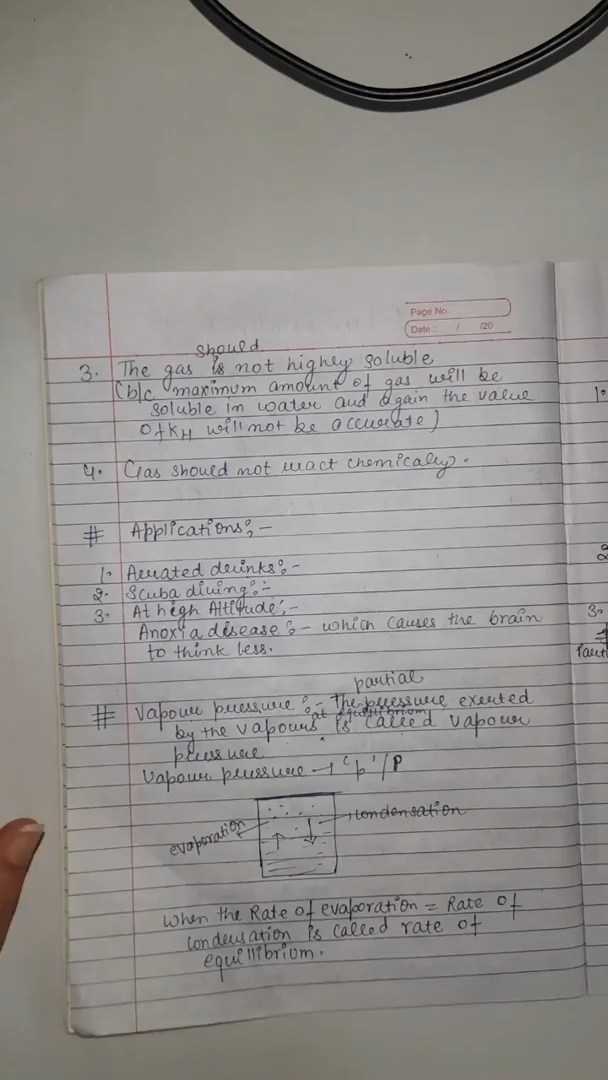 Page No.
Date : / /20
should
3. The gas is not highly soluble
(b/c maximum amount of gas will be
soluble in water and again the value
of KH will not be accurate)
4. Gas should not react chemically.
# Applications :-
1. Aerated drinks :-
2. Scuba diving :-
3. At high Altitude :-
Anoxia disease :- which causes the brain
to think less.
partial
# Vapour pressure :- The pressure exerted
at equilibrium
by the vapours is called vapour
pressure
Vapour pressure → 'p'/P
evaporation
condensation
When the Rate of evaporation = Rate of
condensation is called rate of
equillibrium.
1.
2
3.